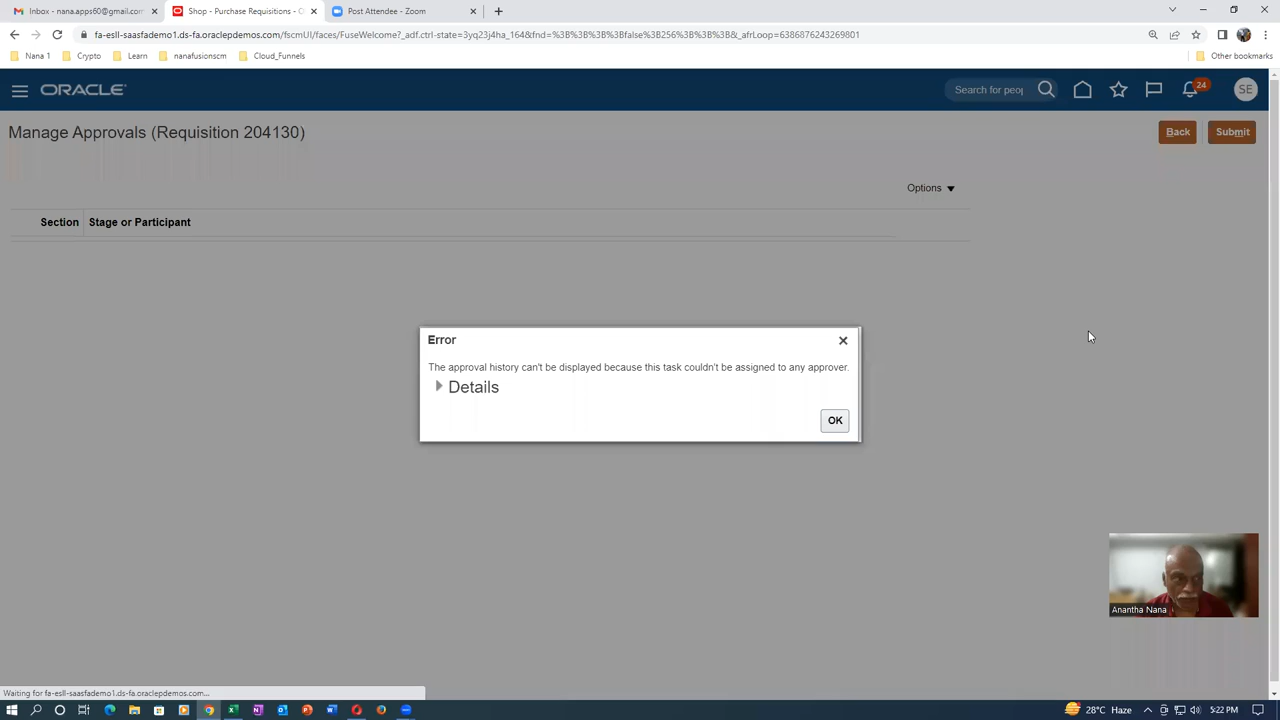 Inbox - nana.apps60@gmail.com
Shop - Purchase Requisitions - O
Post Attendee - Zoom
fa-esll-saasfademo1.ds-fa.oraclepdemos.com/fscmUI/faces/FuseWelcome?_adf.ctrl-state=3yq23j4ha_164&fnd=%3B%3B%3B%3Bfalse%3B256%3B%3B%3B&_afrLoop=6386876243269801
Nana 1
Crypto
Learn
nanafusionscm
Cloud_Funnels
Other bookmarks
ORACLE
Search for peop
24
SE
Manage Approvals (Requisition 204130)
Back
Submit
Options
Section
Stage or Participant
Error
The approval history can't be displayed because this task couldn't be assigned to any approver.
Details
OK
Anantha Nana
Waiting for fa-esll-saasfademo1.ds-fa.oraclepdemos.com...
28°C Haze
5:22 PM